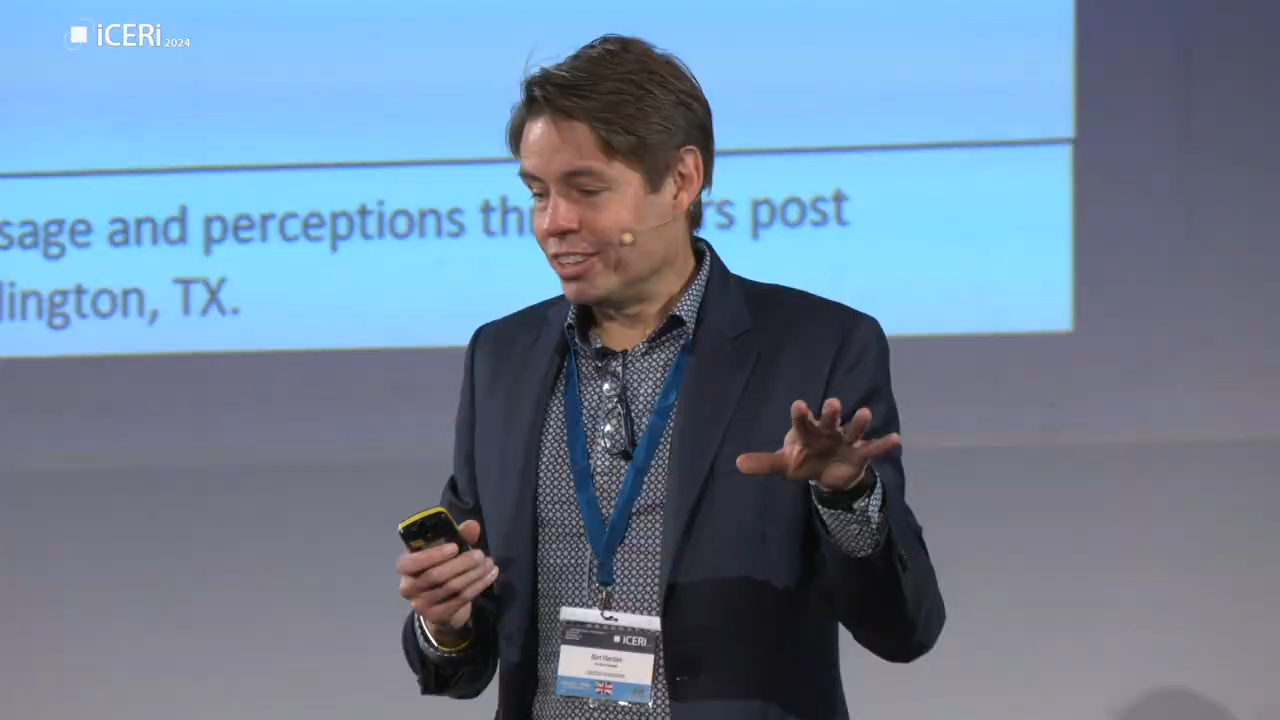 iCERi 2024
sage and perceptions th rs post
lington, TX.
iCERi